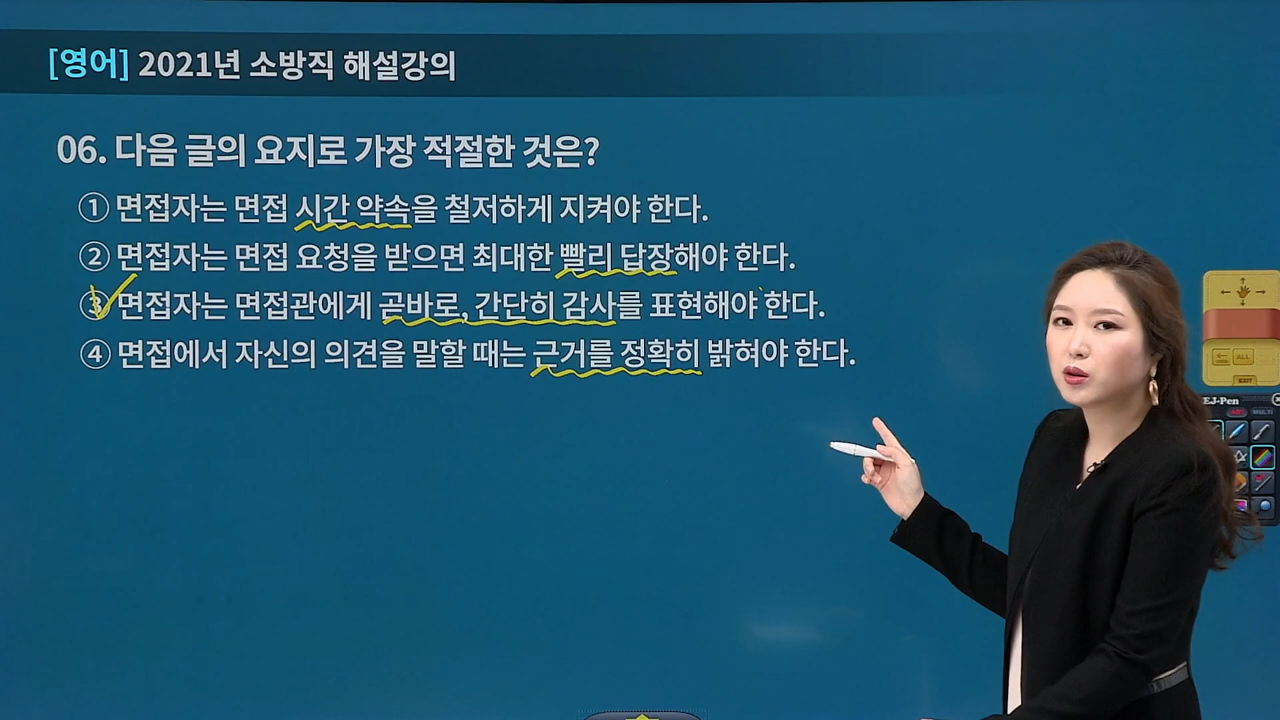 [영어] 2021년 소방직 해설강의
06. 다음 글의 요지로 가장 적절한 것은?
① 면접자는 면접 시간 약속을 철저하게 지켜야 한다.
② 면접자는 면접 요청을 받으면 최대한 빨리 답장해야 한다.
③ 면접자는 면접관에게 곧바로, 간단히 감사를 표현해야 한다.
④ 면접에서 자신의 의견을 말할 때는 근거를 정확히 밝혀야 한다.
ALL
EXIT
EJ-Pen
ART MULTI